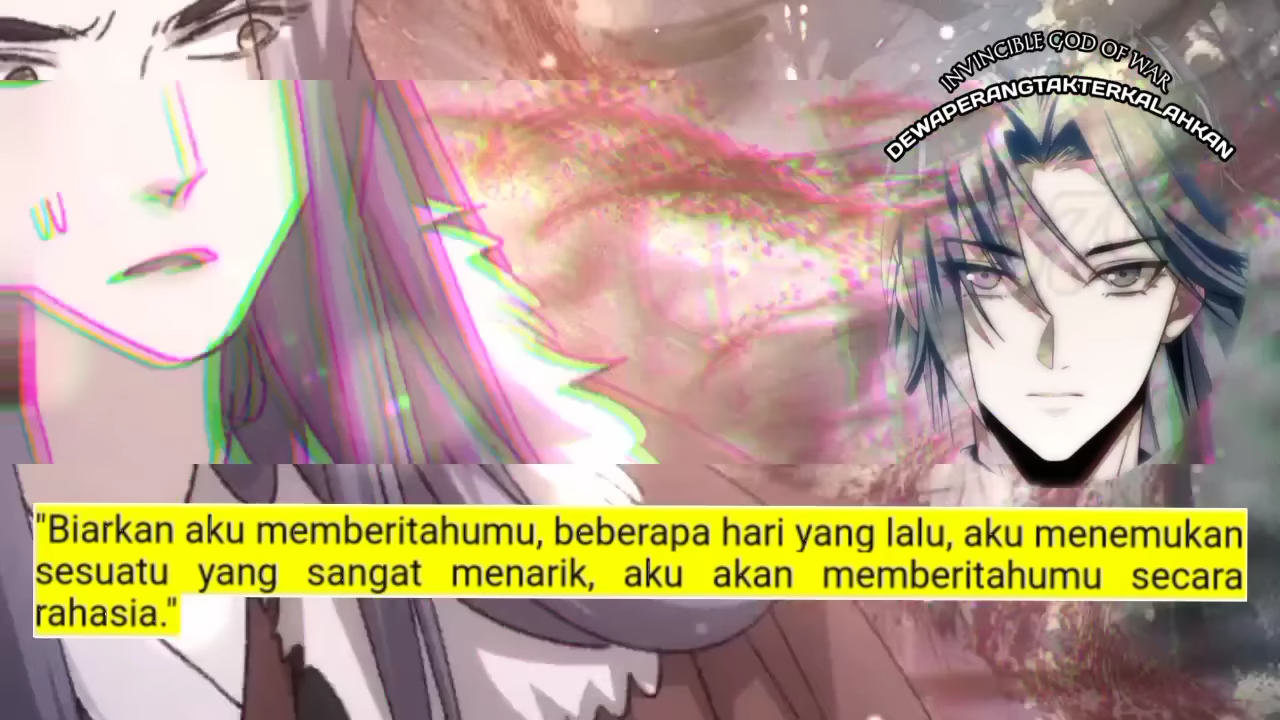 INVINCIBLE GOD OF WAR
DEWAPERANGTAKTERKALAHKAN
"Biarkan aku memberitahumu, beberapa hari yang lalu, aku menemukan
sesuatu yang sangat menarik, aku akan memberitahumu secara
rahasia."